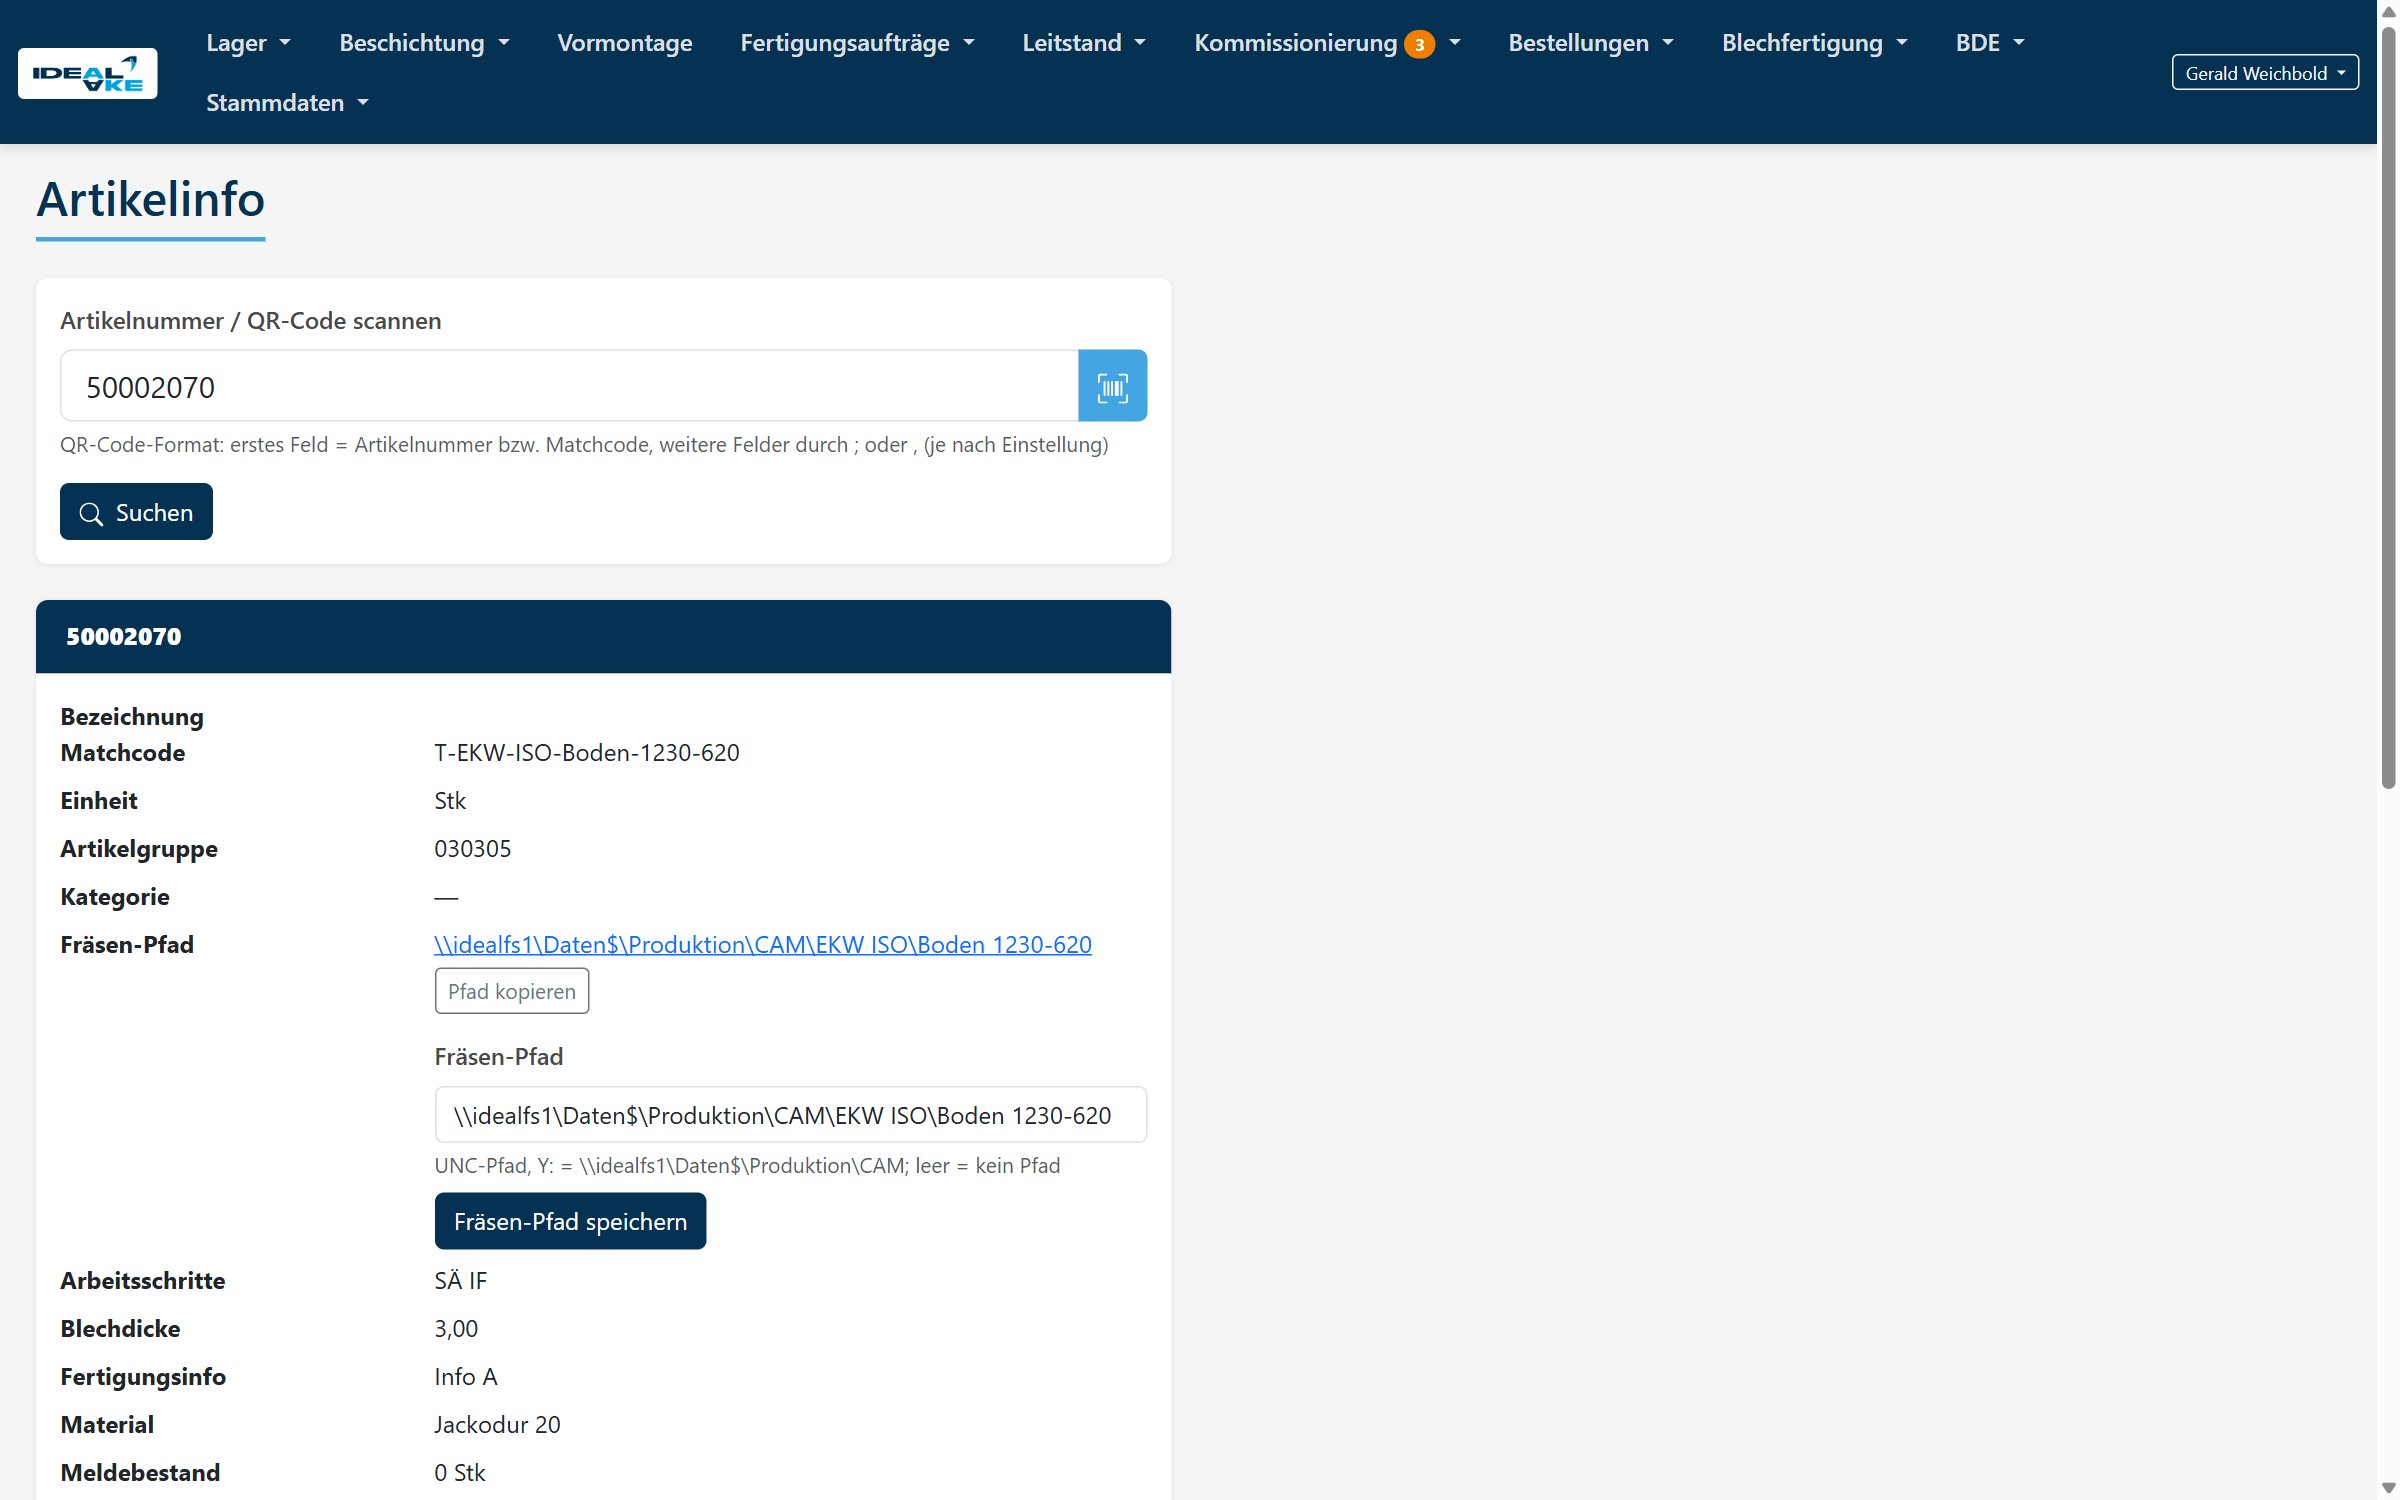 IDEAL AKE
Lager
Beschichtung
Vormontage
Fertigungsaufträge
Leitstand
Kommissionierung 3
Bestellungen
Blechfertigung
BDE
Stammdaten
Gerald Weichbold
Artikelinfo
Artikelnummer / QR-Code scannen
50002070
QR-Code-Format: erstes Feld = Artikelnummer bzw. Matchcode, weitere Felder durch ; oder , (je nach Einstellung)
Suchen
50002070
Bezeichnung
Matchcode T-EKW-ISO-Boden-1230-620
Einheit Stk
Artikelgruppe 030305
Kategorie —
Fräsen-Pfad \\idealfs1\Daten$\Produktion\CAM\EKW ISO\Boden 1230-620
Pfad kopieren
Fräsen-Pfad
\\idealfs1\Daten$\Produktion\CAM\EKW ISO\Boden 1230-620
UNC-Pfad, Y: = \\idealfs1\Daten$\Produktion\CAM; leer = kein Pfad
Fräsen-Pfad speichern
Arbeitsschritte SÄ IF
Blechdicke 3,00
Fertigungsinfo Info A
Material Jackodur 20
Meldebestand 0 Stk